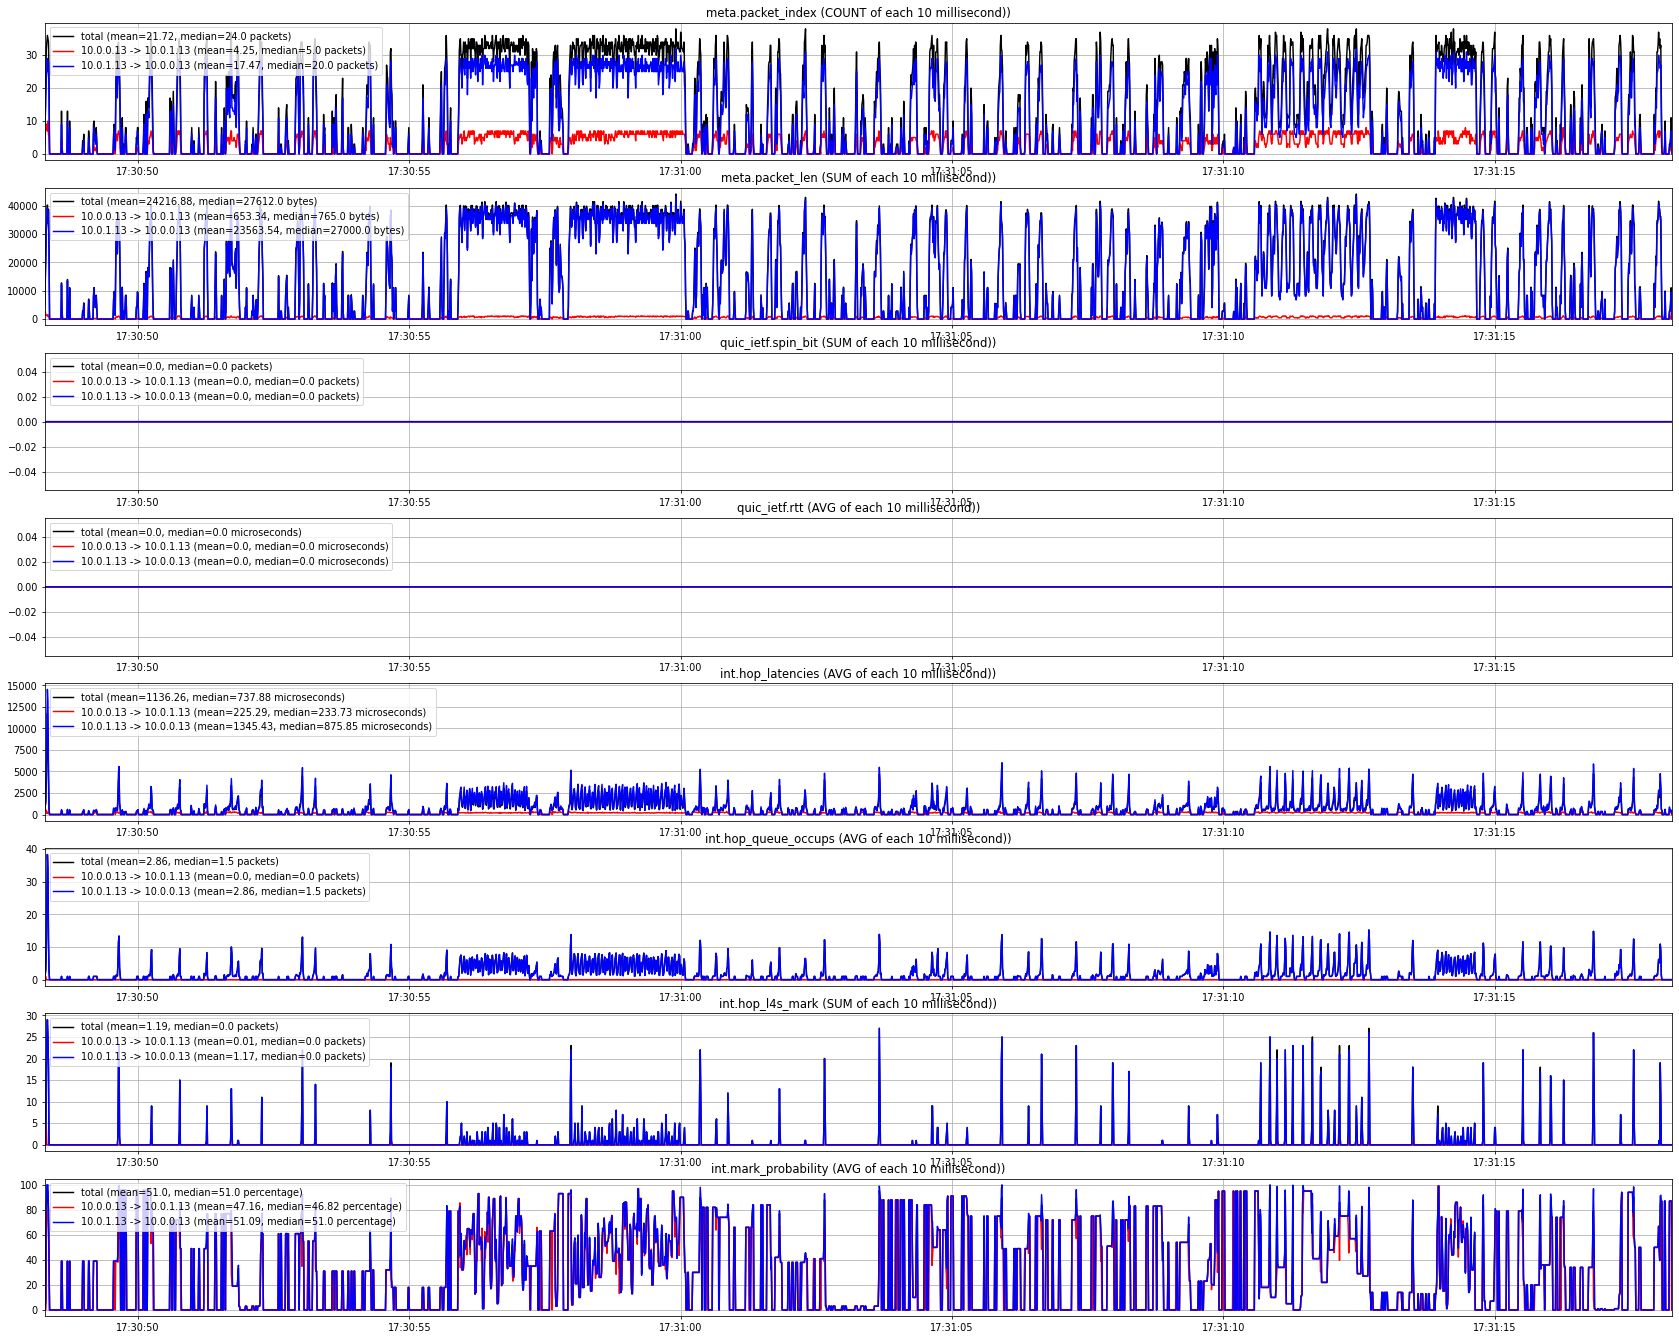 meta.packet_index (COUNT of each 10 millisecond))
total (mean=21.72, median=24.0 packets)
10.0.0.13 -> 10.0.1.13 (mean=4.25, median=5.0 packets)
10.0.1.13 -> 10.0.0.13 (mean=17.47, median=20.0 packets)
30
20
10
0
17:30:50 17:30:55 17:31:00 17:31:05 17:31:10 17:31:15
meta.packet_len (SUM of each 10 millisecond))
total (mean=24216.88, median=27612.0 bytes)
10.0.0.13 -> 10.0.1.13 (mean=653.34, median=765.0 bytes)
10.0.1.13 -> 10.0.0.13 (mean=23563.54, median=27000.0 bytes)
40000
30000
20000
10000
0
17:30:50 17:30:55 17:31:00 17:31:05 17:31:10 17:31:15
quic_ietf.spin_bit (SUM of each 10 millisecond))
total (mean=0.0, median=0.0 packets)
10.0.0.13 -> 10.0.1.13 (mean=0.0, median=0.0 packets)
10.0.1.13 -> 10.0.0.13 (mean=0.0, median=0.0 packets)
0.04
0.02
0.00
−0.02
−0.04
17:30:50 17:30:55 17:31:00 17:31:05 17:31:10 17:31:15
quic_ietf.rtt (AVG of each 10 millisecond))
total (mean=0.0, median=0.0 microseconds)
10.0.0.13 -> 10.0.1.13 (mean=0.0, median=0.0 microseconds)
10.0.1.13 -> 10.0.0.13 (mean=0.0, median=0.0 microseconds)
0.04
0.02
0.00
−0.02
−0.04
17:30:50 17:30:55 17:31:00 17:31:05 17:31:10 17:31:15
int.hop_latencies (AVG of each 10 millisecond))
total (mean=1136.26, median=737.88 microseconds)
10.0.0.13 -> 10.0.1.13 (mean=225.29, median=233.73 microseconds)
10.0.1.13 -> 10.0.0.13 (mean=1345.43, median=875.85 microseconds)
15000
12500
10000
7500
5000
2500
0
17:30:50 17:30:55 17:31:00 17:31:05 17:31:10 17:31:15
int.hop_queue_occups (AVG of each 10 millisecond))
total (mean=2.86, median=1.5 packets)
10.0.0.13 -> 10.0.1.13 (mean=0.0, median=0.0 packets)
10.0.1.13 -> 10.0.0.13 (mean=2.86, median=1.5 packets)
40
30
20
10
0
17:30:50 17:30:55 17:31:00 17:31:05 17:31:10 17:31:15
int.hop_l4s_mark (SUM of each 10 millisecond))
total (mean=1.19, median=0.0 packets)
10.0.0.13 -> 10.0.1.13 (mean=0.01, median=0.0 packets)
10.0.1.13 -> 10.0.0.13 (mean=1.17, median=0.0 packets)
30
25
20
15
10
5
0
17:30:50 17:30:55 17:31:00 17:31:05 17:31:10 17:31:15
int.mark_probability (AVG of each 10 millisecond))
total (mean=51.0, median=51.0 percentage)
10.0.0.13 -> 10.0.1.13 (mean=47.16, median=46.82 percentage)
10.0.1.13 -> 10.0.0.13 (mean=51.09, median=51.0 percentage)
100
80
60
40
20
0
17:30:50 17:30:55 17:31:00 17:31:05 17:31:10 17:31:15